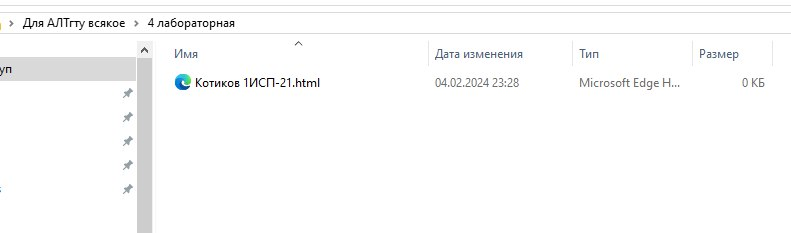 Для АЛТгту всякое > 4 лабораторная
Имя Дата изменения Тип Размер
уп
Котиков 1ИСП-21.html 04.02.2024 23:28 Microsoft Edge H... 0 КБ